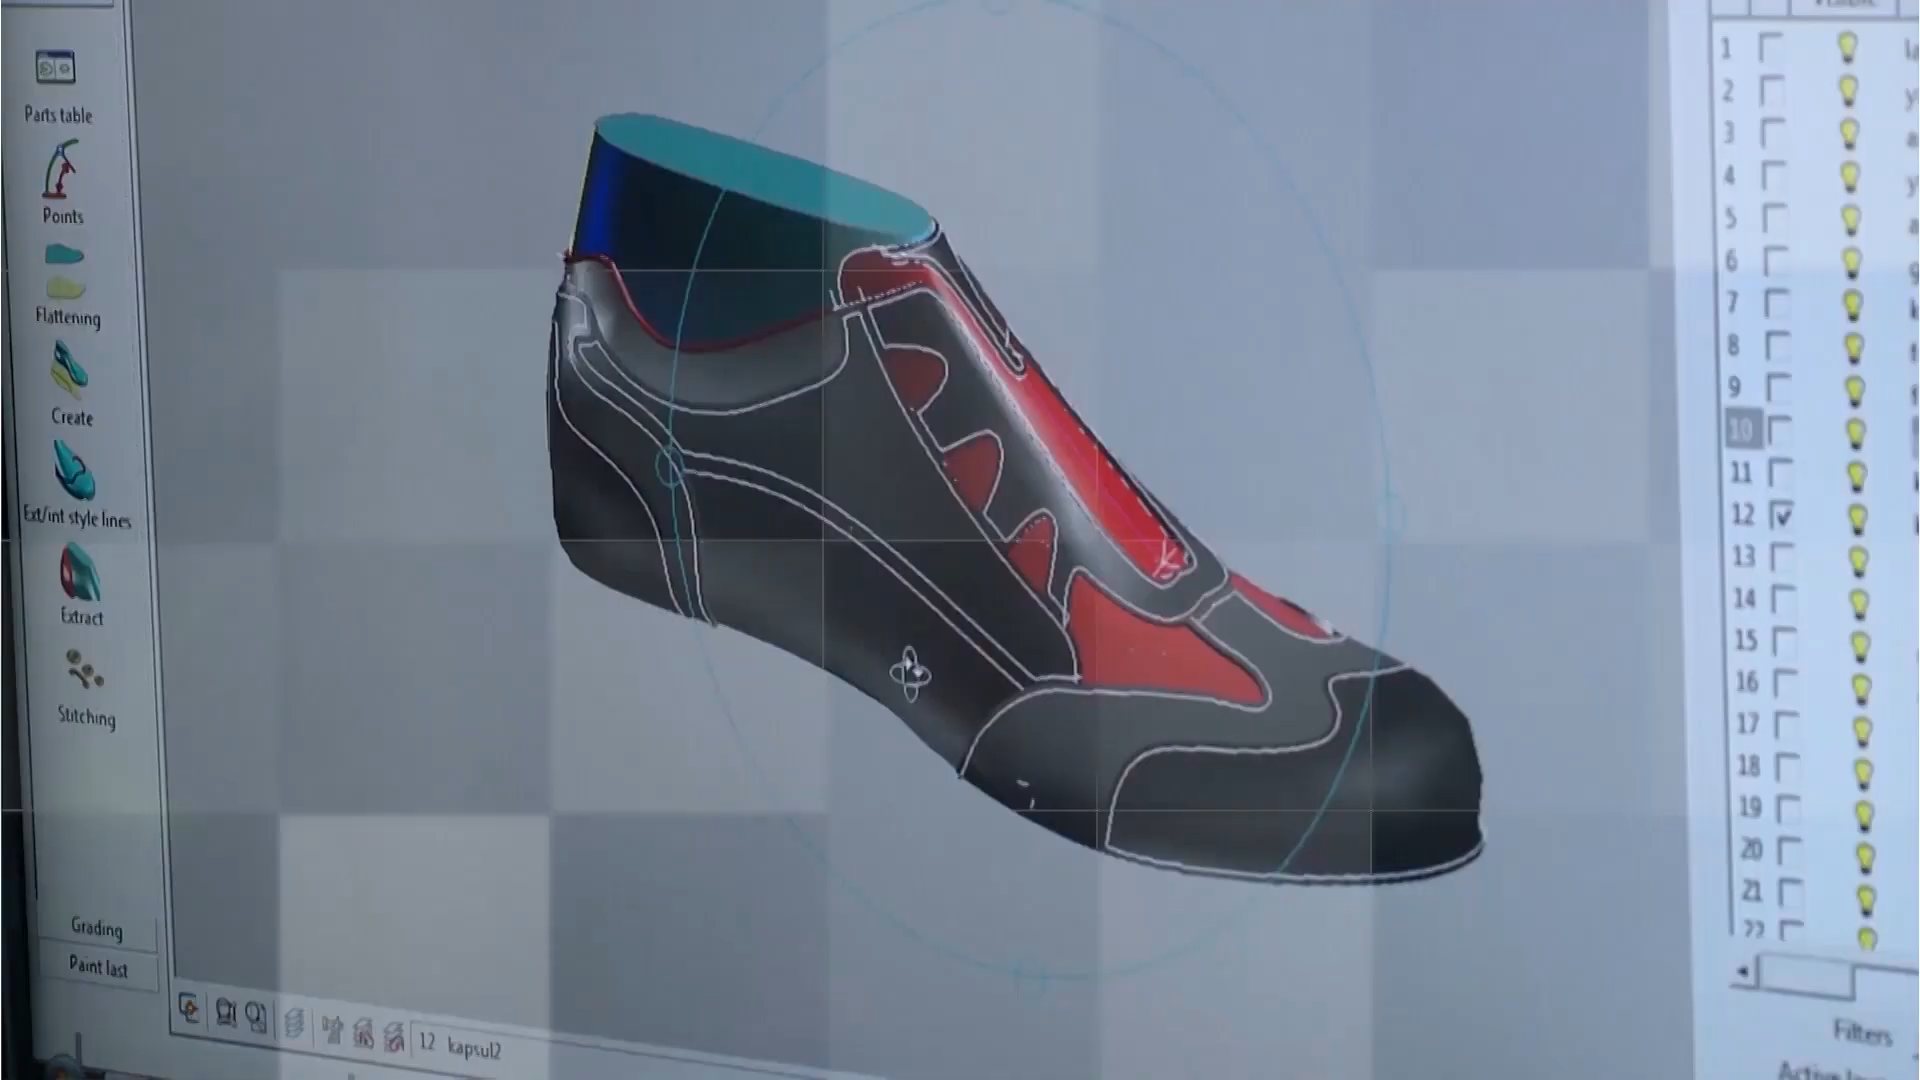 Parts table
Points
Flattening
Create
Ext/int style lines
Extract
Stitching
Grading
Paint last
12 kapsul2
1
2
3
4
5
6
7
8
9
10
11
12
13
14
15
16
17
18
19
20
21
22
Filters
Active